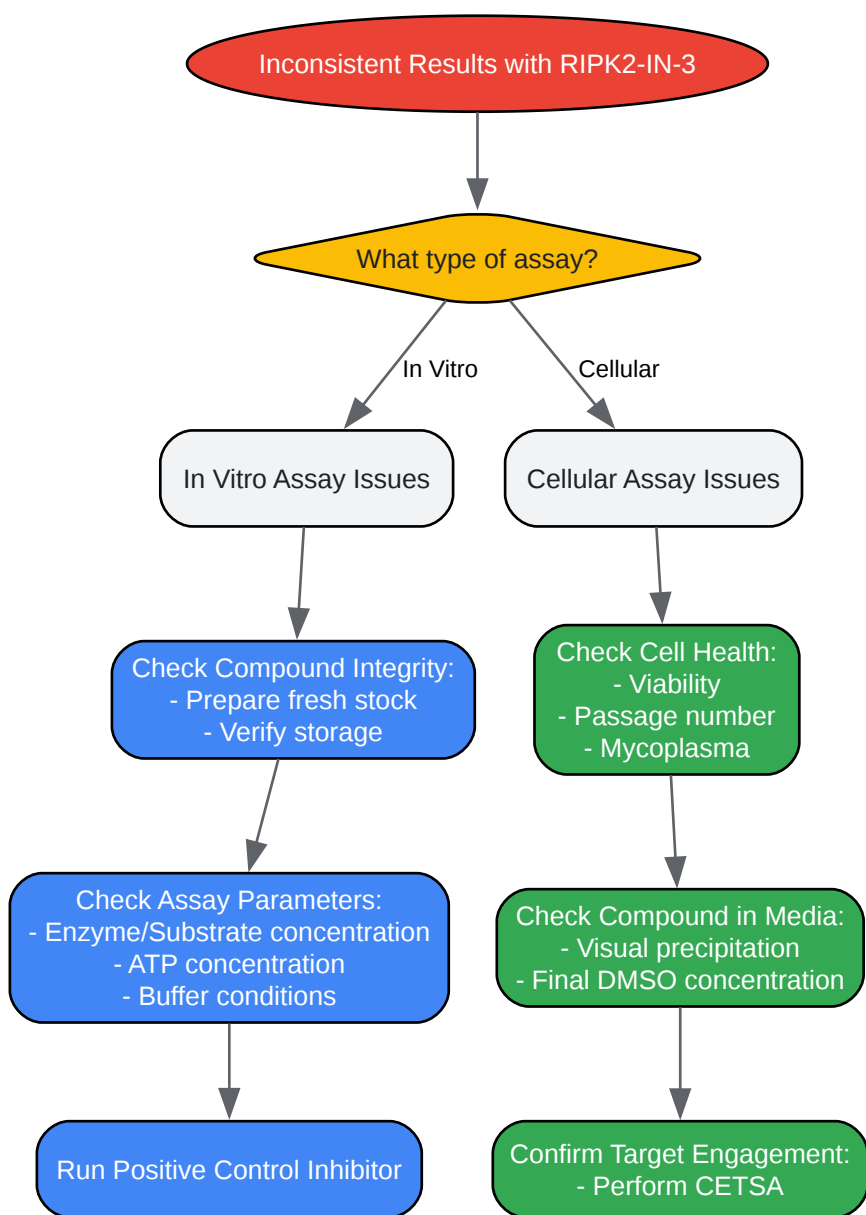 Inconsistent Results with RIPK2-IN-3
What type of assay?
In Vitro
Cellular
In Vitro Assay Issues
Cellular Assay Issues
Check Compound Integrity:
- Prepare fresh stock
- Verify storage
Check Cell Health:
- Viability
- Passage number
- Mycoplasma
Check Assay Parameters:
- Enzyme/Substrate concentration
- ATP concentration
- Buffer conditions
Check Compound in Media:
- Visual precipitation
- Final DMSO concentration
Run Positive Control Inhibitor
Confirm Target Engagement:
- Perform CETSA